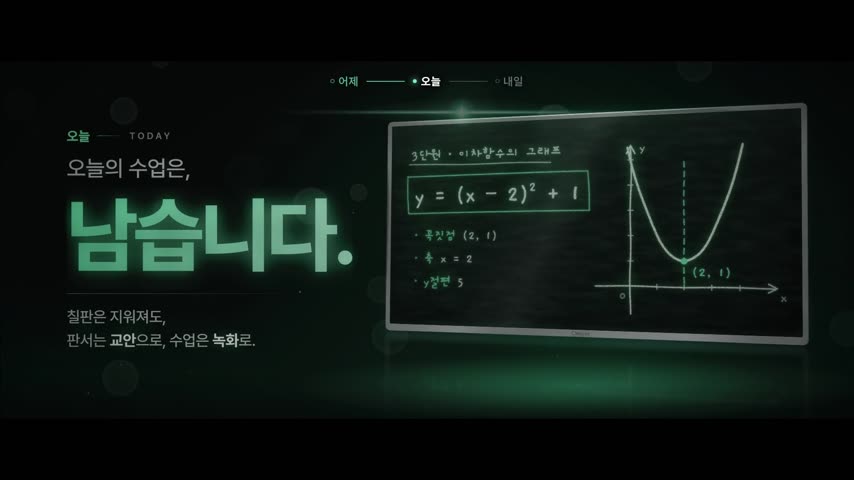 어제
오늘
내일
오늘 TODAY
오늘의 수업은,
남습니다.
칠판은 지워져도,
판서는 교안으로, 수업은 녹화로.
3단원 · 이차함수의 그래프
y = (x - 2)² + 1
· 꼭짓점 (2, 1)
· 축 x = 2
· y절편 5
y
(2, 1)
O
x